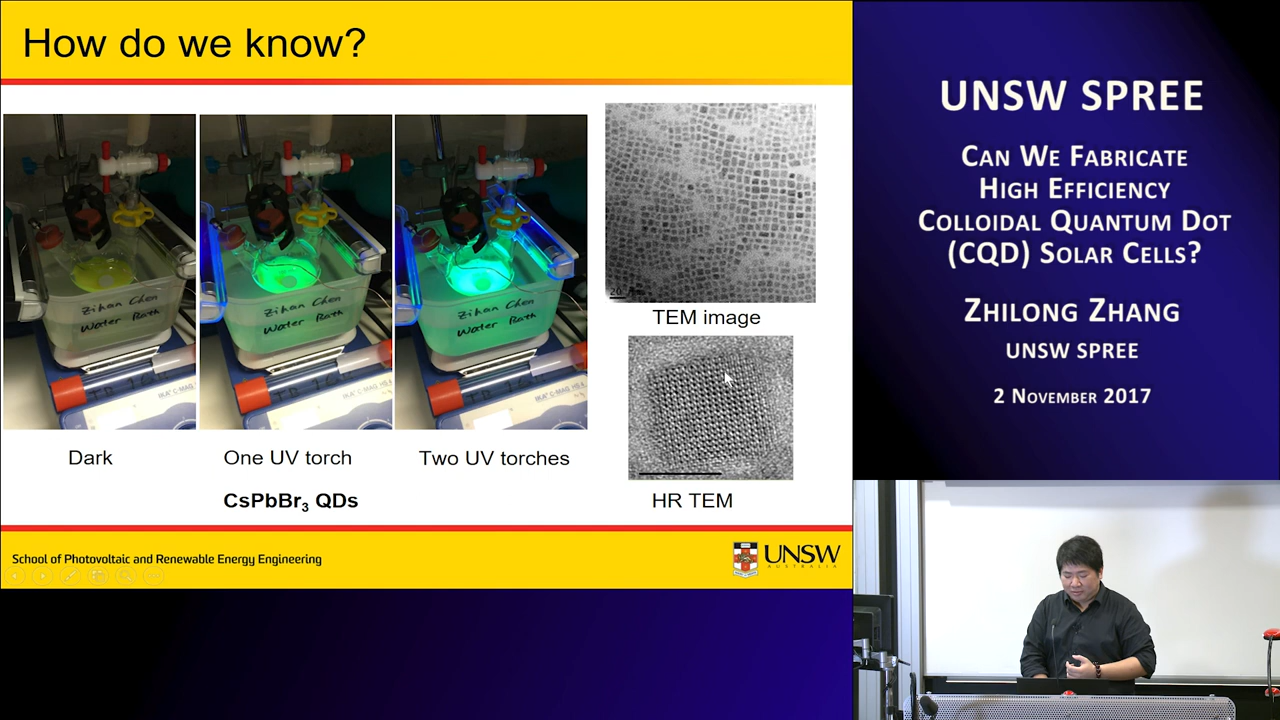 How do we know?
Zihan Chen
Water Bath
Zihan Chen
Water Bath
Zihan Chen
Water Bath
TEM image
HR TEM
Dark
One UV torch
Two UV torches
CsPbBr₃ QDs
School of Photovoltaic and Renewable Energy Engineering
UNSW
AUSTRALIA
UNSW SPREE
Can We Fabricate
High Efficiency
Colloidal Quantum Dot
(CQD) Solar Cells?
Zhilong Zhang
UNSW SPREE
2 November 2017